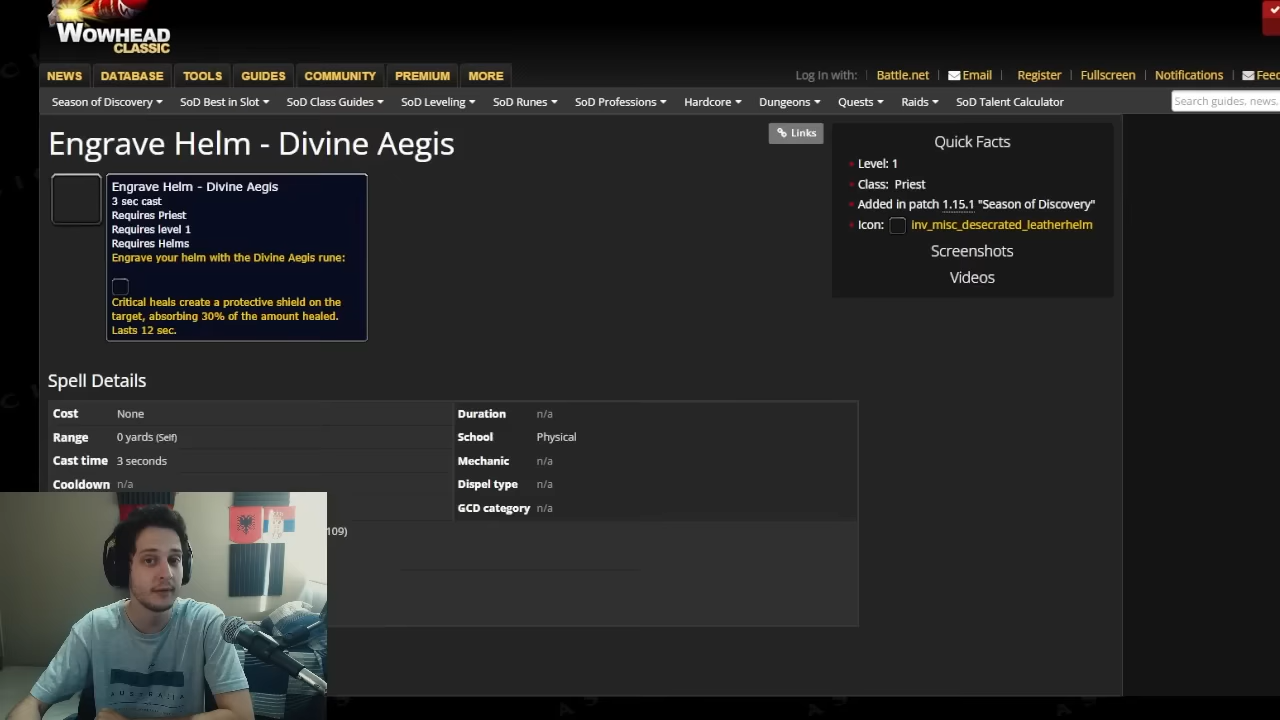 WOWHEAD
CLASSIC
NEWS DATABASE TOOLS GUIDES COMMUNITY PREMIUM MORE
Log in with: Battle.net Email Register Fullscreen Notifications Feed
Season of Discovery SoD Best in Slot SoD Class Guides SoD Leveling SoD Runes SoD Professions Hardcore Dungeons Quests Raids SoD Talent Calculator
Search guides, news,
Engrave Helm - Divine Aegis
Links
Engrave Helm - Divine Aegis
3 sec cast
Requires Priest
Requires level 1
Requires Helms
Engrave your helm with the Divine Aegis rune:
Critical heals create a protective shield on the
target, absorbing 30% of the amount healed.
Lasts 12 sec.
Quick Facts
Level: 1
Class: Priest
Added in patch 1.15.1 "Season of Discovery"
Icon: inv_misc_desecrated_leatherhelm
Screenshots
Videos
Spell Details
Cost None
Range 0 yards (Self)
Cast time 3 seconds
Cooldown n/a
Duration n/a
School Physical
Mechanic n/a
Dispel type n/a
GCD category n/a
109)
AUSTRALIA